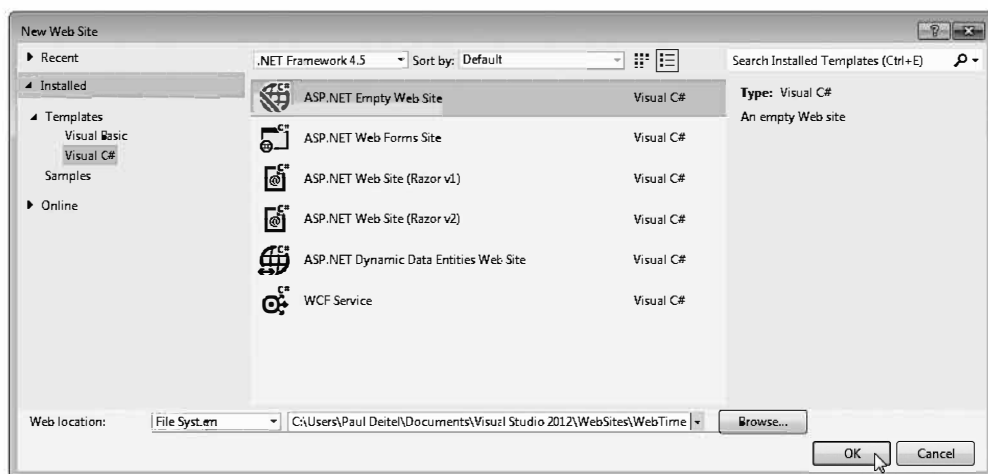 New Web Site
Recent
.NET Framework 4.5
Sort by: Default
Search Installed Templates (Ctrl+E)
Installed
Templates
Visual Basic
Visual C#
Samples
Online
ASP.NET Empty Web Site Visual C#
ASP.NET Web Forms Site Visual C#
ASP.NET Web Site (Razor v1) Visual C#
ASP.NET Web Site (Razor v2) Visual C#
ASP.NET Dynamic Data Entities Web Site Visual C#
WCF Service Visual C#
Type: Visual C#
An empty Web site
Web location: File System C:\Users\Paul Deitel\Documents\Visual Studio 2012\WebSites\WebTime Browse...
OK Cancel